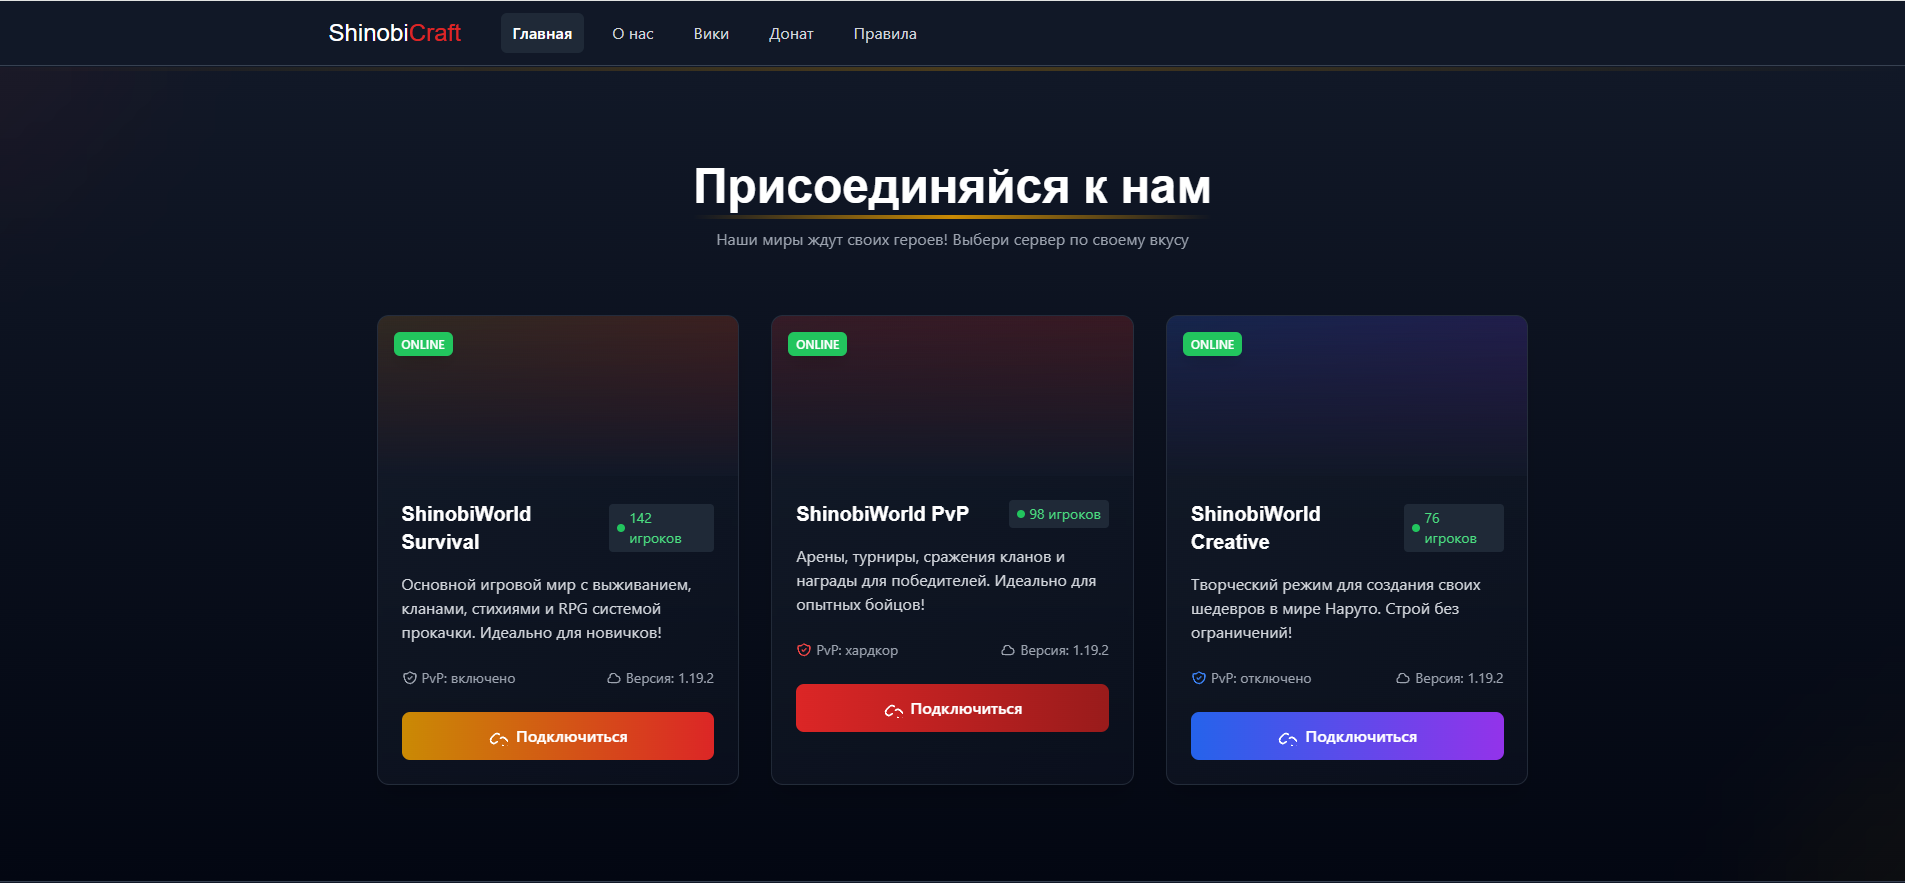 ShinobiCraft Главная О нас Вики Донат Правила
Присоединяйся к нам
Наши миры ждут своих героев! Выбери сервер по своему вкусу
ONLINE
ShinobiWorld
Survival
142
игроков
Основной игровой мир с выживанием,
кланами, стихиями и RPG системой
прокачки. Идеально для новичков!
PvP: включено
Версия: 1.19.2
Подключиться
ONLINE
ShinobiWorld PvP
98 игроков
Арены, турниры, сражения кланов и
награды для победителей. Идеально для
опытных бойцов!
PvP: хардкор
Версия: 1.19.2
Подключиться
ONLINE
ShinobiWorld
Creative
76
игроков
Творческий режим для создания своих
шедевров в мире Наруто. Строй без
ограничений!
PvP: отключено
Версия: 1.19.2
Подключиться